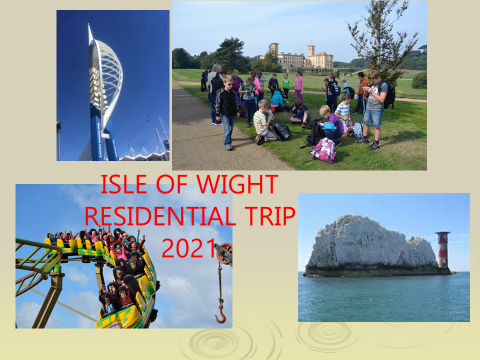 ISLE OF WIGHT
RESIDENTIAL TRIP
2021